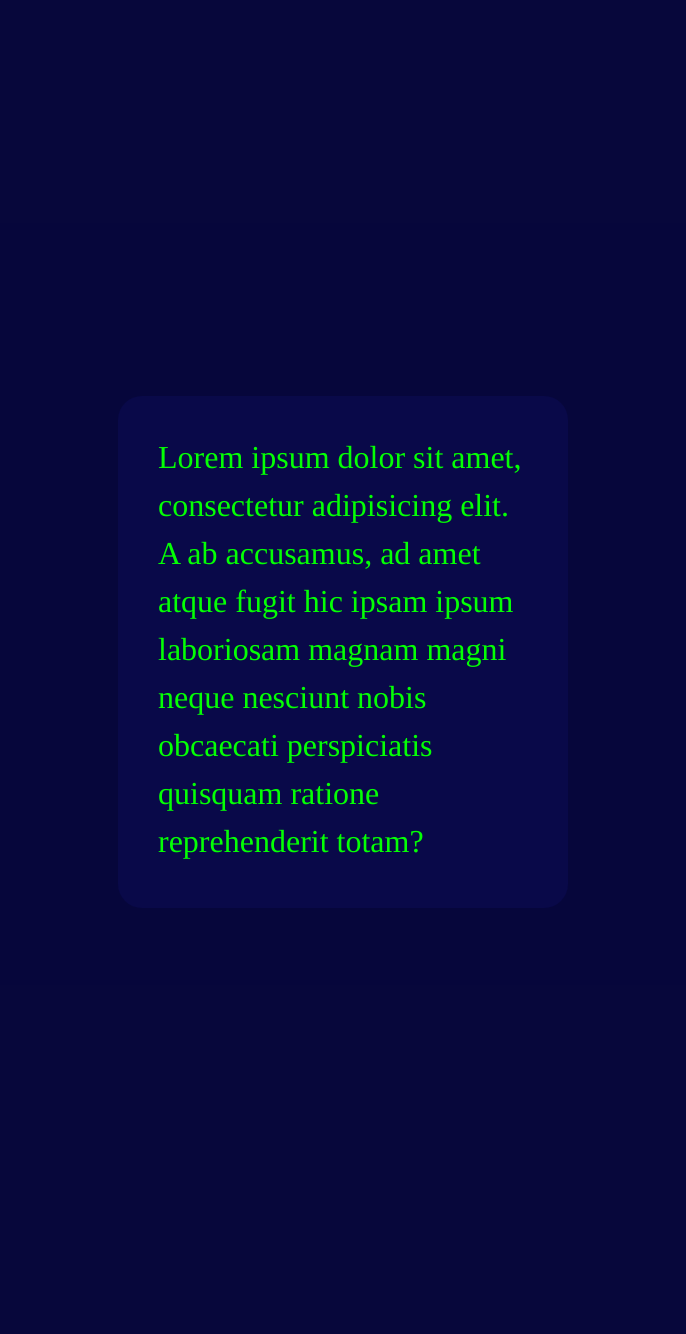 Lorem ipsum dolor sit amet,
consectetur adipisicing elit.
A ab accusamus, ad amet
atque fugit hic ipsam ipsum
laboriosam magnam magni
neque nesciunt nobis
obcaecati perspiciatis
quisquam ratione
reprehenderit totam?